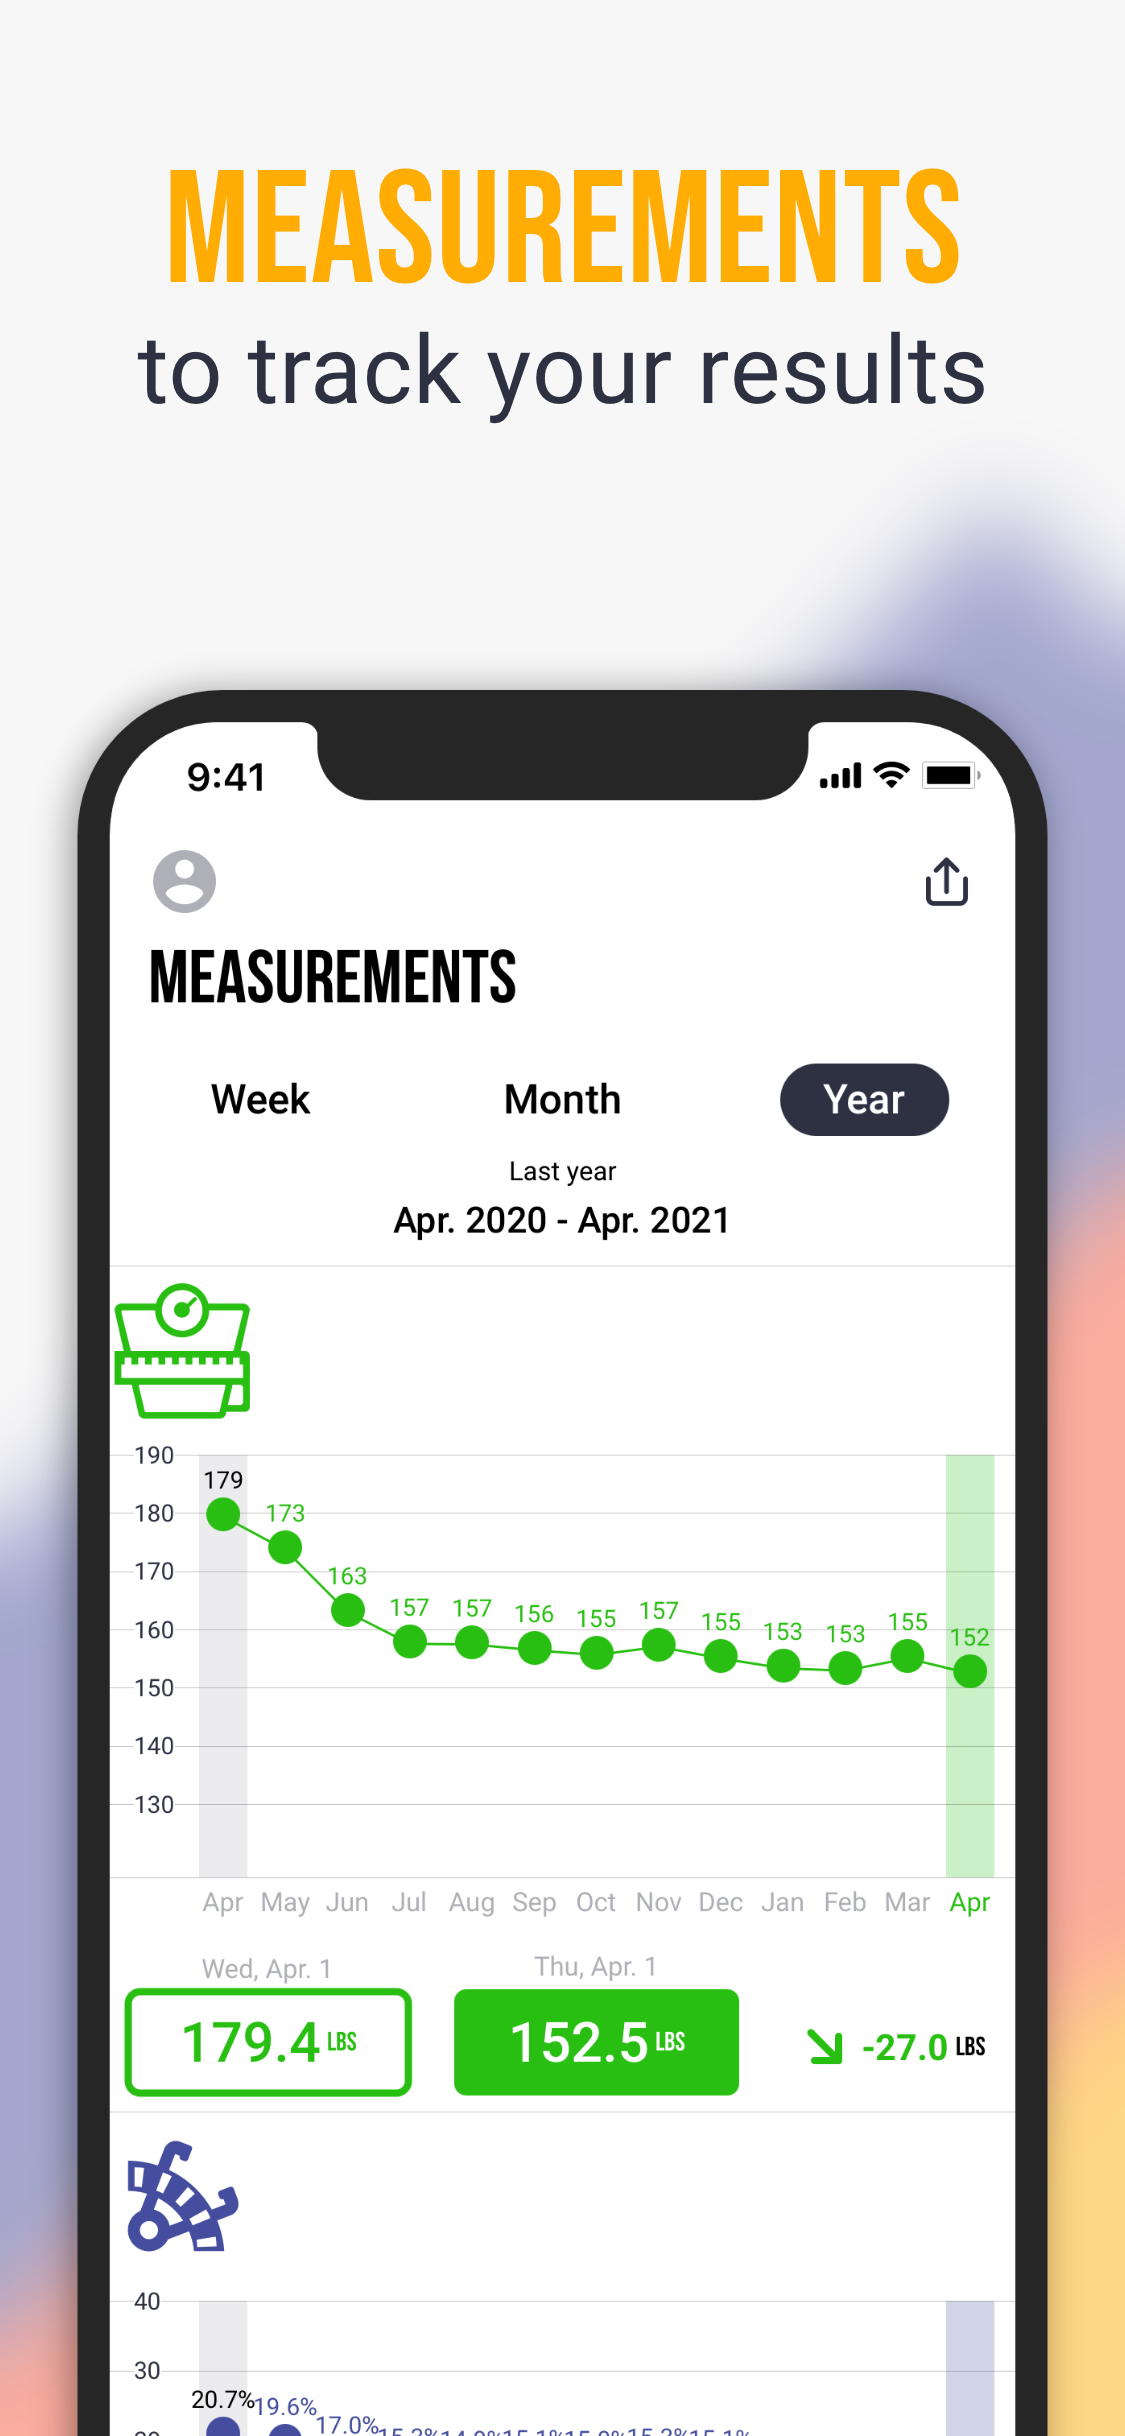 MEASUREMENTS
to track your results
9:41
MEASUREMENTS
Week Month Year
Last year
Apr. 2020 - Apr. 2021
190
179
180 173
170 163
157 157 156 155 157 155 153 153 155 152
160
150
140
130
Apr May Jun Jul Aug Sep Oct Nov Dec Jan Feb Mar Apr
Wed, Apr. 1 Thu, Apr. 1
179.4 LBS 152.5 LBS -27.0 LBS
40
30
20.7% 19.6% 17.0%